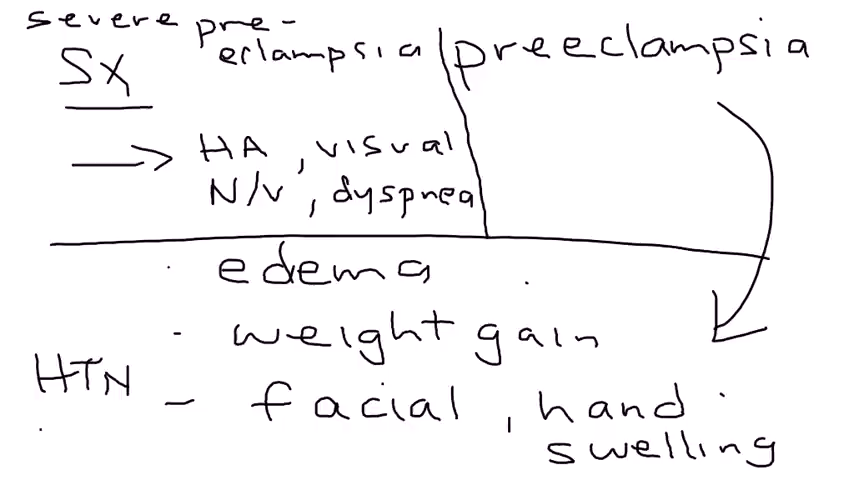 severe pre-
eclampsia
Sx
→ HA, visual
N/V, dyspnea
preeclampsia
edema
- weight gain
HTN
- facial, hand
swelling